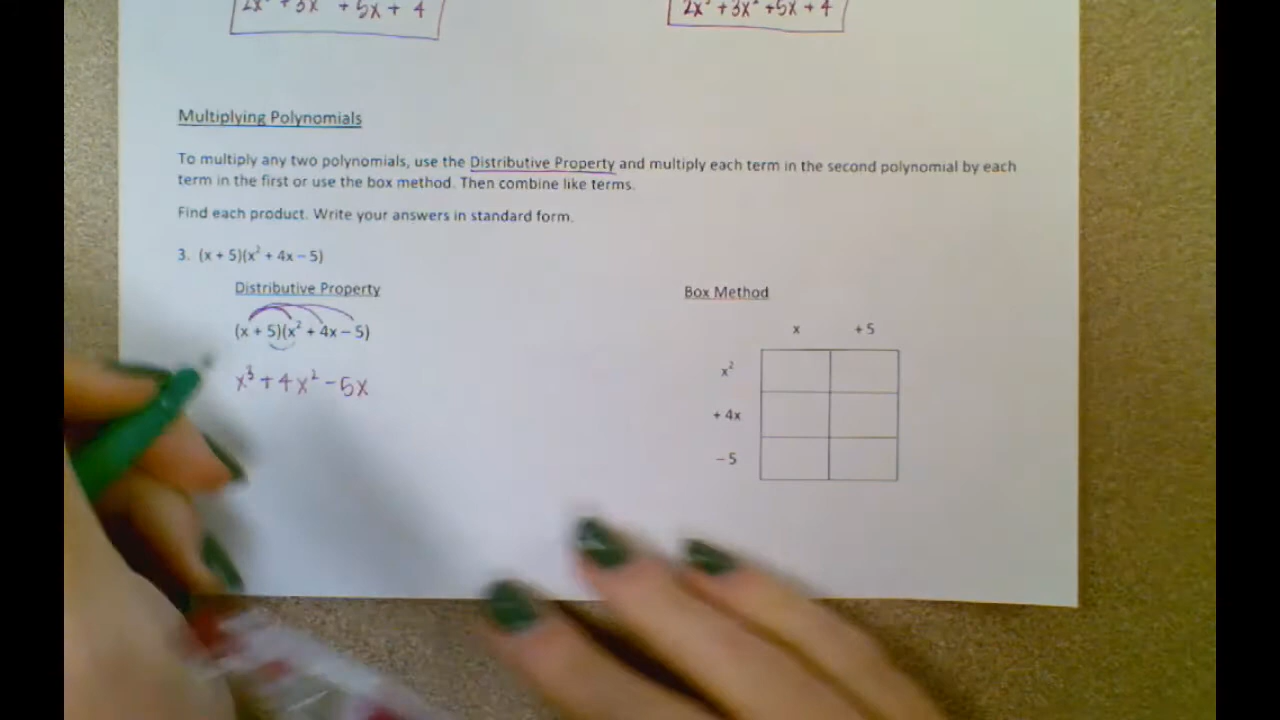 2x³ + 3x² + 5x + 4
2x³ + 3x² + 5x + 4
Multiplying Polynomials
To multiply any two polynomials, use the Distributive Property and multiply each term in the second polynomial by each
term in the first or use the box method. Then combine like terms.
Find each product. Write your answers in standard form.
3. (x + 5)(x² + 4x – 5)
Distributive Property
(x + 5)(x² + 4x – 5)
x³ + 4x² - 5x
Box Method
x +5
x²
+ 4x
– 5